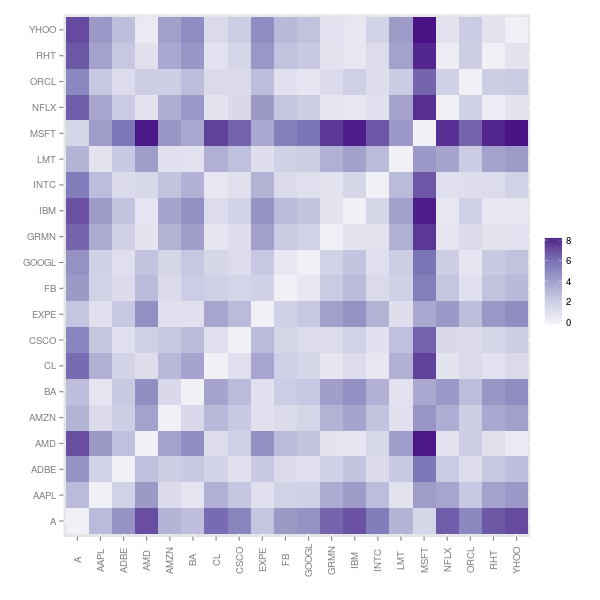 YHOO
RHT
ORCL
NFLX
MSFT
LMT
INTC
IBM
GRMN
GOOGL
FB
EXPE
CSCO
CL
BA
AMZN
AMD
ADBE
AAPL
A
8
6
4
2
0
A AAPL ADBE AMD AMZN BA CL CSCO EXPE FB GOOGL GRMN IBM INTC LMT MSFT NFLX ORCL RHT YHOO